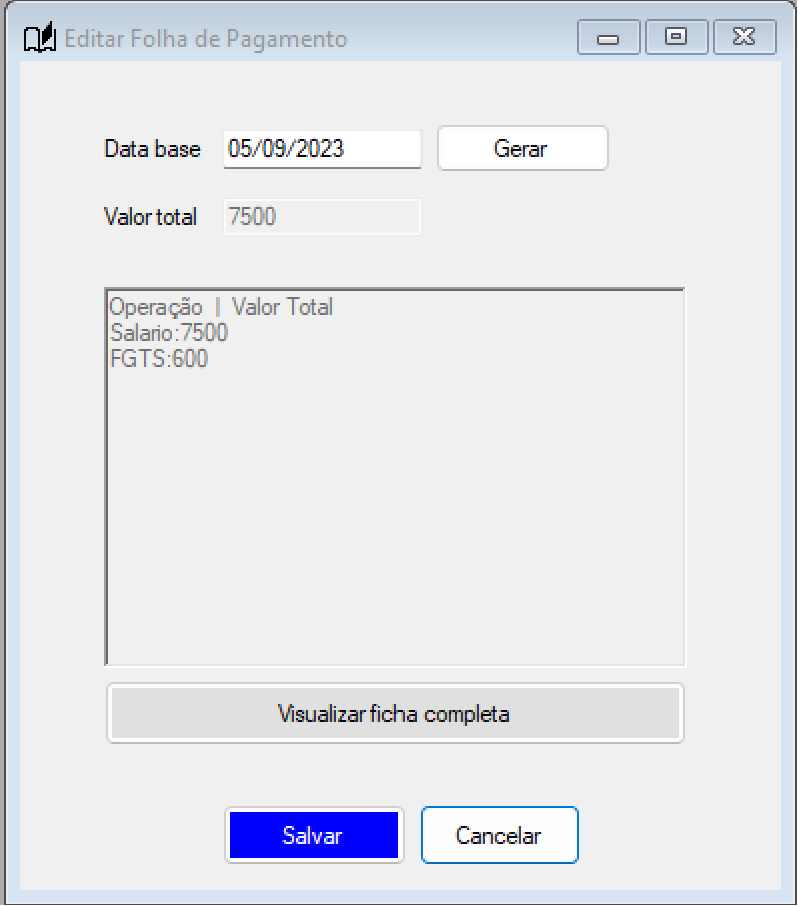 Editar Folha de Pagamento
Data base 05/09/2023 Gerar
Valor total 7500
Operação | Valor Total
Salario:7500
FGTS:600
Visualizar ficha completa
Salvar Cancelar